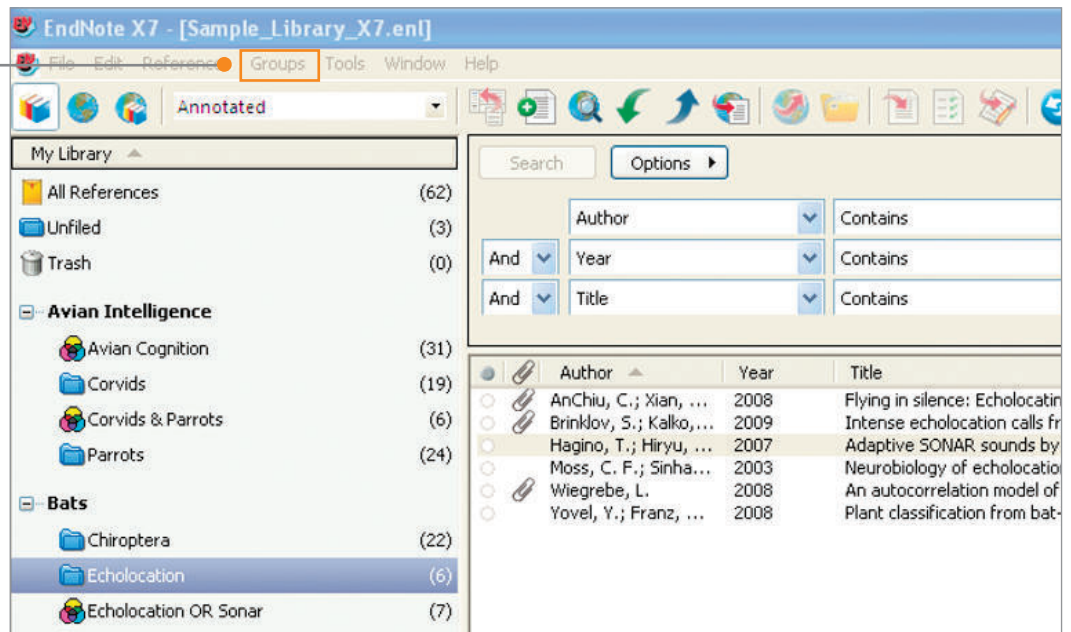 EndNote X7 - [Sample_Library_X7.enl]
File Edit References Groups Tools Window Help
Annotated
My Library
All References (62)
Unfiled (3)
Trash (0)
Avian Intelligence
Avian Cognition (31)
Corvids (19)
Corvids & Parrots (6)
Parrots (24)
Bats
Chiroptera (22)
Echolocation (6)
Echolocation OR Sonar (7)
Search Options
Author Contains
And Year Contains
And Title Contains
Author Year Title
AnChiu, C.; Xian, ... 2008 Flying in silence: Echolocatin
Brinklov, S.; Kalko,... 2009 Intense echolocation calls fr
Hagino, T.; Hiryu, ... 2007 Adaptive SONAR sounds by
Moss, C. F.; Sinha... 2003 Neurobiology of echolocatio
Wiegrebe, L. 2008 An autocorrelation model of
Yovel, Y.; Franz, ... 2008 Plant classification from bat-